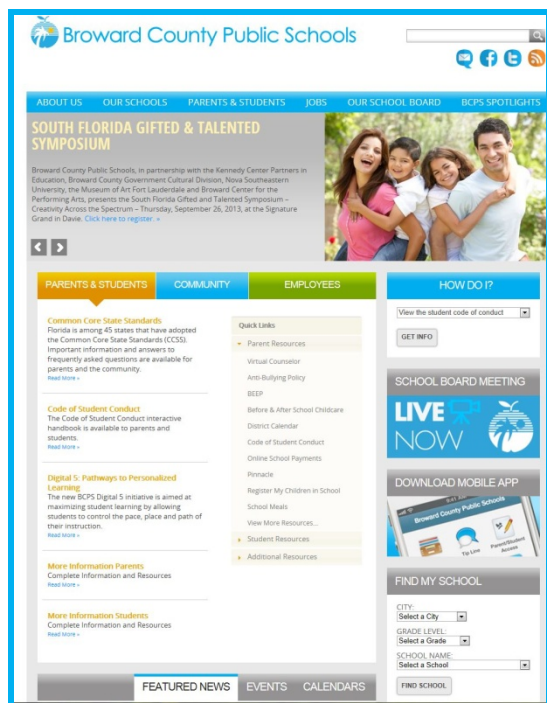 Broward County Public Schools
ABOUT US OUR SCHOOLS PARENTS & STUDENTS JOBS OUR SCHOOL BOARD BCPS SPOTLIGHTS
SOUTH FLORIDA GIFTED & TALENTED
SYMPOSIUM
Broward County Public Schools, in partnership with the Kennedy Center Partners in
Education, Broward County Government Cultural Division, Nova Southeastern
University, the Museum of Art Fort Lauderdale and Broward Center for the
Performing Arts, presents the South Florida Gifted and Talented Symposium –
Creativity Across the Spectrum – Thursday, September 26, 2013, at the Signature
Grand in Davie. Click here to register. »
PARENTS & STUDENTS COMMUNITY EMPLOYEES
Common Core State Standards
Florida is among 45 states that have adopted
the Common Core State Standards (CCSS).
Important information and answers to
frequently asked questions are available for
parents and the community.
Read More »
Code of Student Conduct
The Code of Student Conduct interactive
handbook is available to parents and
students.
Read More »
Digital 5: Pathways to Personalized
Learning
The new BCPS Digital 5 initiative is aimed at
maximizing student learning by allowing
students to control the pace, place and path of
their instruction.
Read More »
More Information Parents
Complete Information and Resources
Read More »
More Information Students
Complete Information and Resources
Read More »
Quick Links
Parent Resources
Virtual Counselor
Anti-Bullying Policy
BEEP
Before & After School Childcare
District Calendar
Code of Student Conduct
Online School Payments
Pinnacle
Register My Children in School
School Meals
View More Resources...
Student Resources
Additional Resources
HOW DO I?
View the student code of conduct
GET INFO
SCHOOL BOARD MEETING
LIVE
NOW
DOWNLOAD MOBILE APP
9:41 AM
Broward County Public Schools
Tip Line
Parent/Student
Access
FIND MY SCHOOL
CITY:
Select a City
GRADE LEVEL:
Select a Grade
SCHOOL NAME:
Select a School
FIND SCHOOL
FEATURED NEWS EVENTS CALENDARS